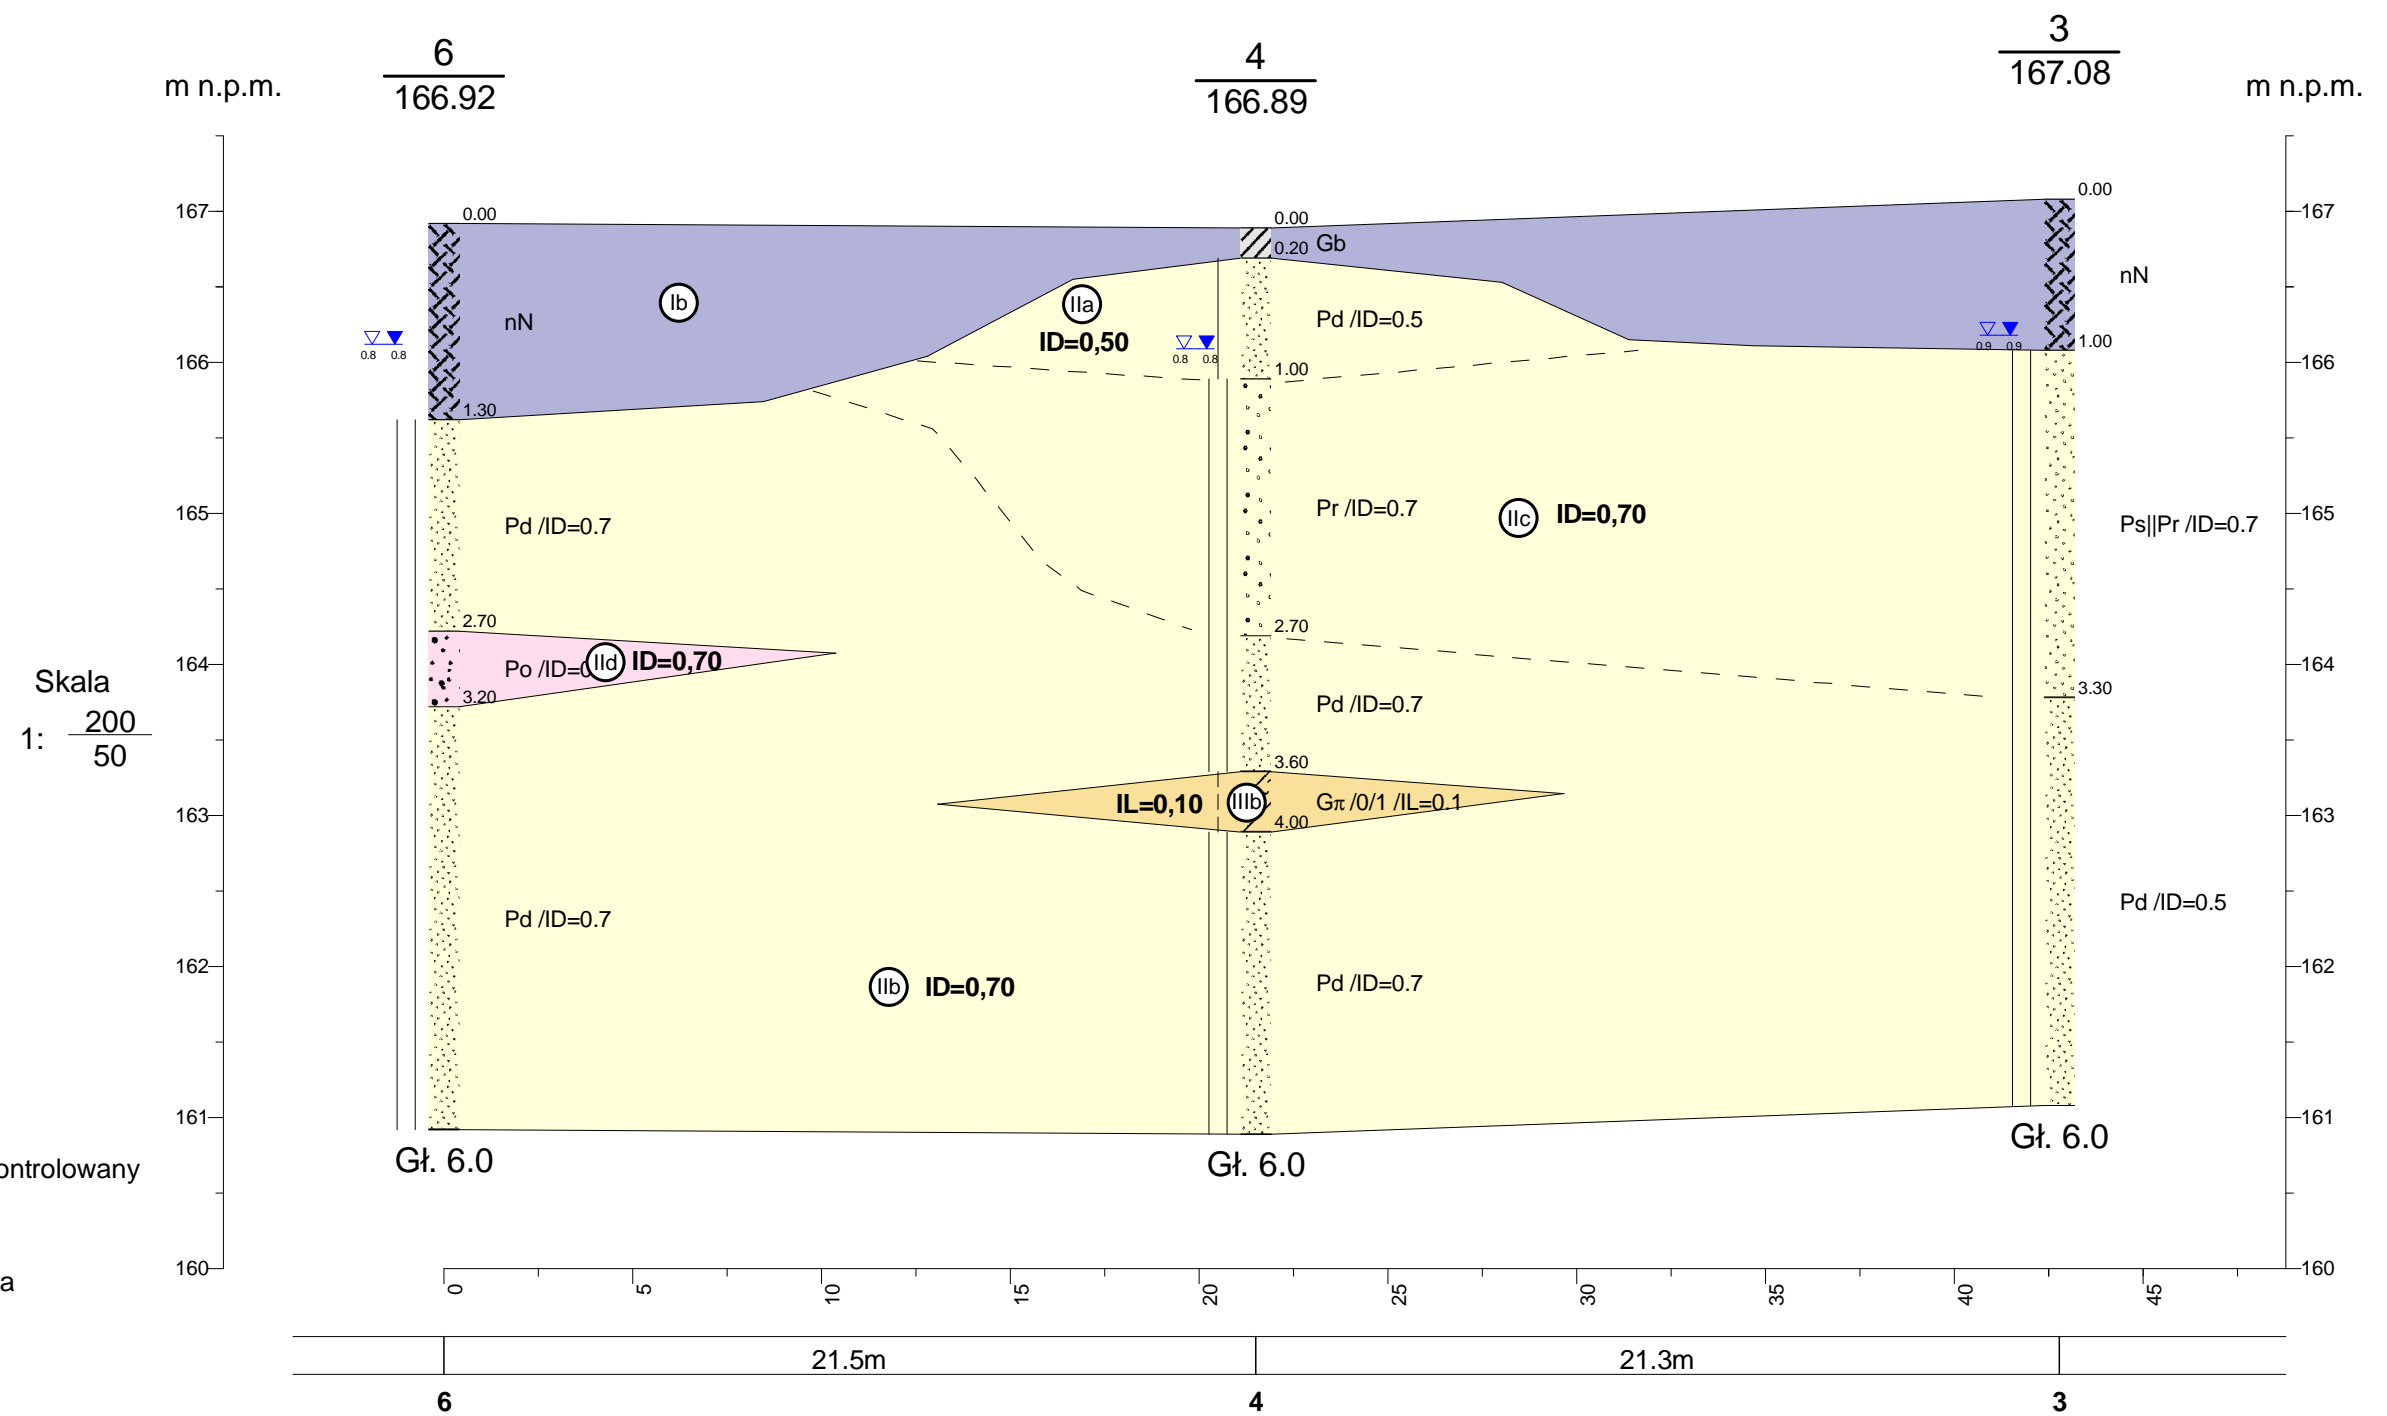 6
166.92
4
166.89
3
167.08
m n.p.m.
m n.p.m.
167
166
165
164
163
162
161
160
167
166
165
164
163
162
161
160
0.00
nN
Ib
0.8 0.8
1.30
Pd /ID=0.7
2.70
Po /ID=0
IId
ID=0,70
3.20
Pd /ID=0.7
IIb
ID=0,70
Gł. 6.0
IIa
ID=0,50
0.8 0.8
0.00
0.20 Gb
Pd /ID=0.5
1.00
Pr /ID=0.7
IIc
ID=0,70
2.70
Pd /ID=0.7
3.60
IL=0,10
IIIb
Gπ /0/1 /IL=0.1
4.00
Pd /ID=0.7
Gł. 6.0
0.00
nN
0.9 0.9
1.00
Ps||Pr /ID=0.7
3.30
Pd /ID=0.5
Gł. 6.0
Skala
1: 200
50
ontrolowany
a
0 5 10 15 20 25 30 35 40 45
21.5m 21.3m
6 4 3